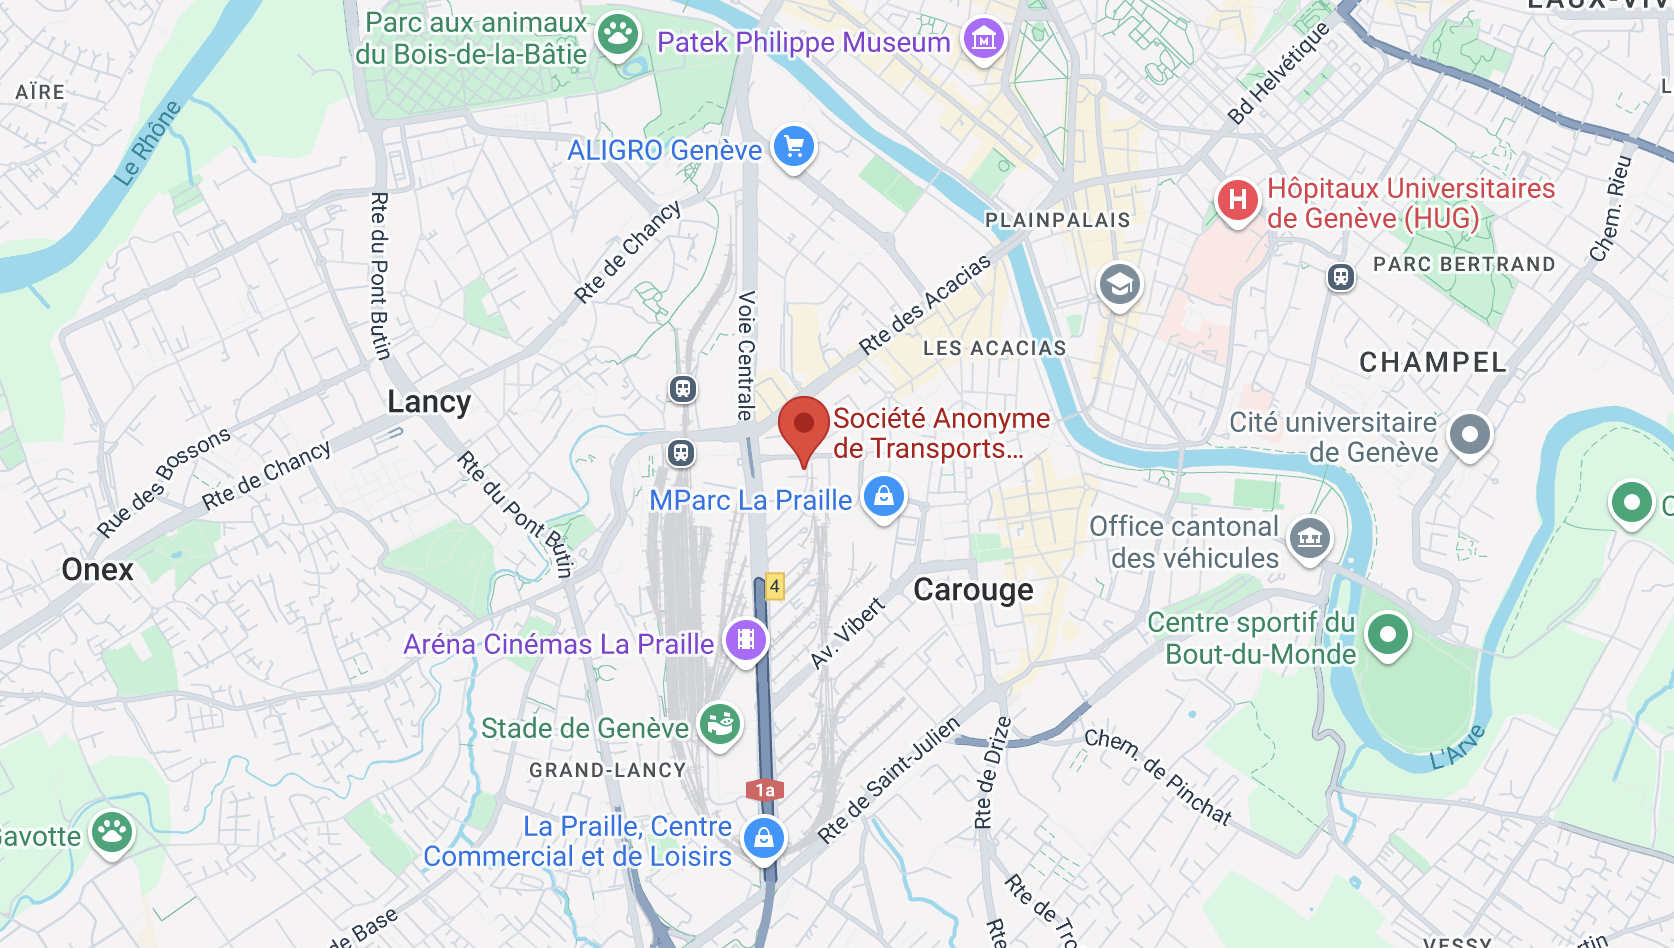 EAUX-VIV
Parc aux animaux
du Bois-de-la-Bâtie
Patek Philippe Museum
AÏRE
Bd Helvétique
Le Rhône
ALIGRO Genève
Hôpitaux Universitaires
de Genève (HUG)
Chem. Rieu
PLAINPALAIS
PARC BERTRAND
Rte du Pont Butin
Rte de Chancy
Voie Centrale
Rte des Acacias
LES ACACIAS
CHAMPEL
Lancy
Société Anonyme
de Transports...
Cité universitaire
de Genève
Rue des Bossons
Rte de Chancy
Rte du Pont Butin
MParc La Praille
Office cantonal
des véhicules
C
Onex
4
Carouge
Av. Vibert
Centre sportif du
Bout-du-Monde
Aréna Cinémas La Praille
Stade de Genève
GRAND-LANCY
1a
Rte de Saint-Julien
Rte de Drize
Chem. de Pinchat
L'Arve
Gavotte
La Praille, Centre
Commercial et de Loisirs
de Base
Rte de Tro
Rte
VESSY
rtin
L